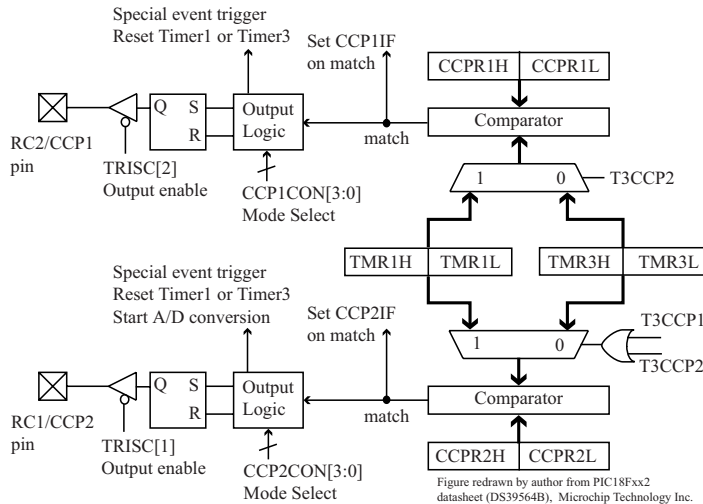 Special event trigger
Reset Timer1 or Timer3
Set CCP1IF
on match
CCPR1H CCPR1L
Q S
R
Output
Logic
match
Comparator
RC2/CCP1
pin
TRISC[2]
Output enable
CCP1CON[3:0]
Mode Select
1 0
T3CCP2
TMR1H TMR1L TMR3H TMR3L
Special event trigger
Reset Timer1 or Timer3
Start A/D conversion
Set CCP2IF
on match
1 0
T3CCP1
T3CCP2
Q S
R
Output
Logic
match
Comparator
RC1/CCP2
pin
TRISC[1]
Output enable
CCP2CON[3:0]
Mode Select
CCPR2H CCPR2L
Figure redrawn by author from PIC18Fxx2
datasheet (DS39564B), Microchip Technology Inc.